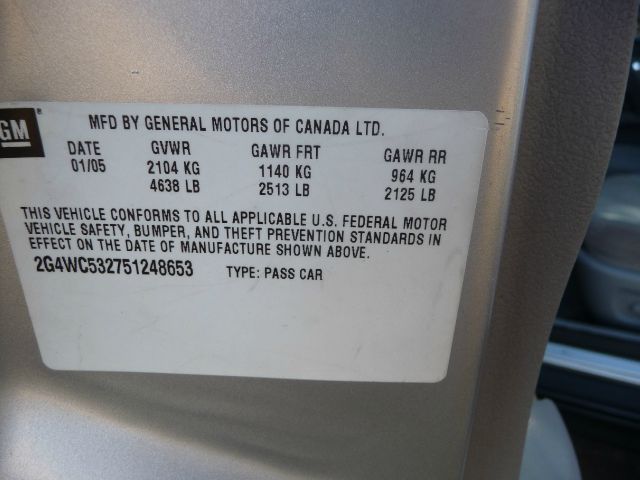 GM®
MFD BY GENERAL MOTORS OF CANADA LTD.
DATE GVWR GAWR FRT GAWR RR
01/05 2104 KG 1140 KG 964 KG
4638 LB 2513 LB 2125 LB
THIS VEHICLE CONFORMS TO ALL APPLICABLE U.S. FEDERAL MOTOR
VEHICLE SAFETY, BUMPER, AND THEFT PREVENTION STANDARDS IN
EFFECT ON THE DATE OF MANUFACTURE SHOWN ABOVE.
2G4WC532751248653 TYPE: PASS CAR